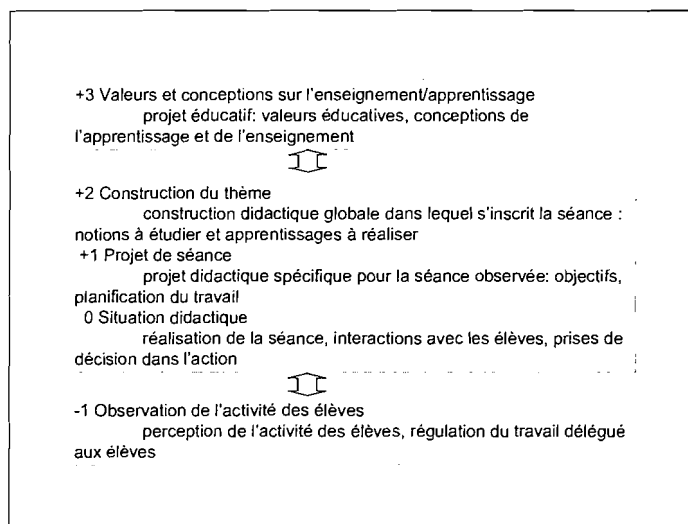 +3 Valeurs et conceptions sur l'enseignement/apprentissage
projet éducatif: valeurs éducatives, conceptions de
l'apprentissage et de l'enseignement
+2 Construction du thème
construction didactique globale dans lequel s'inscrit la séance :
notions à étudier et apprentissages à réaliser
+1 Projet de séance
projet didactique spécifique pour la séance observée: objectifs,
planification du travail
0 Situation didactique
réalisation de la séance, interactions avec les élèves, prises de
décision dans l'action
-1 Observation de l'activité des élèves
perception de l'activité des élèves, régulation du travail délégué
aux élèves